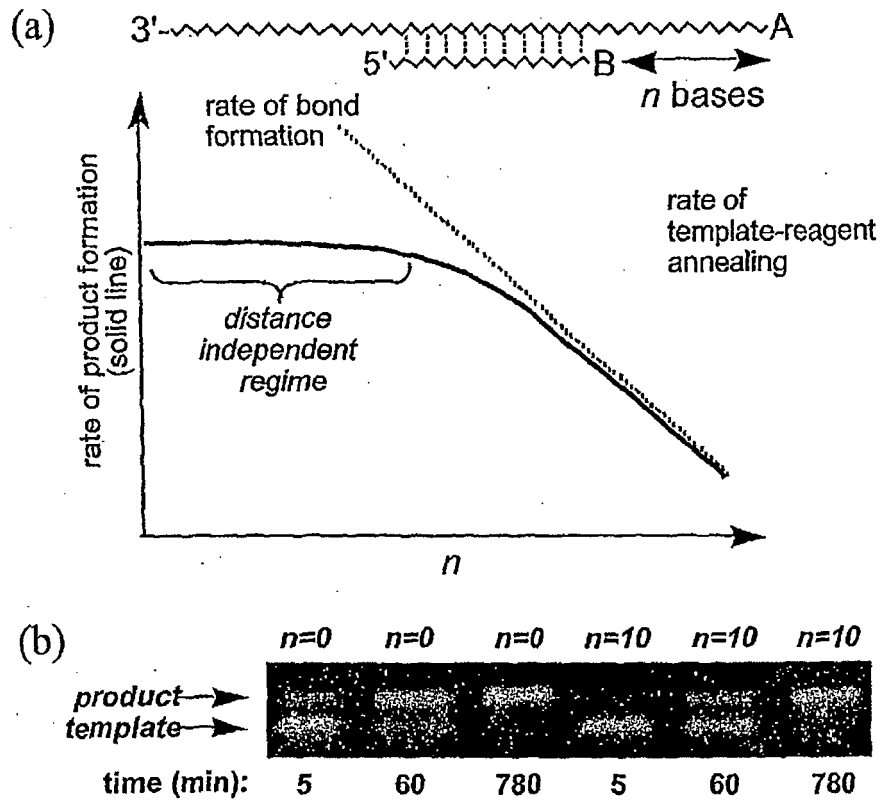 (a)
3'- A
5' B
n bases
rate of bond
formation
rate of
template-reagent
annealing
rate of product formation
(solid line)
distance
independent
regime
n
(b)
n=0 n=0 n=0 n=10 n=10 n=10
product
template
time (min): 5 60 780 5 60 780